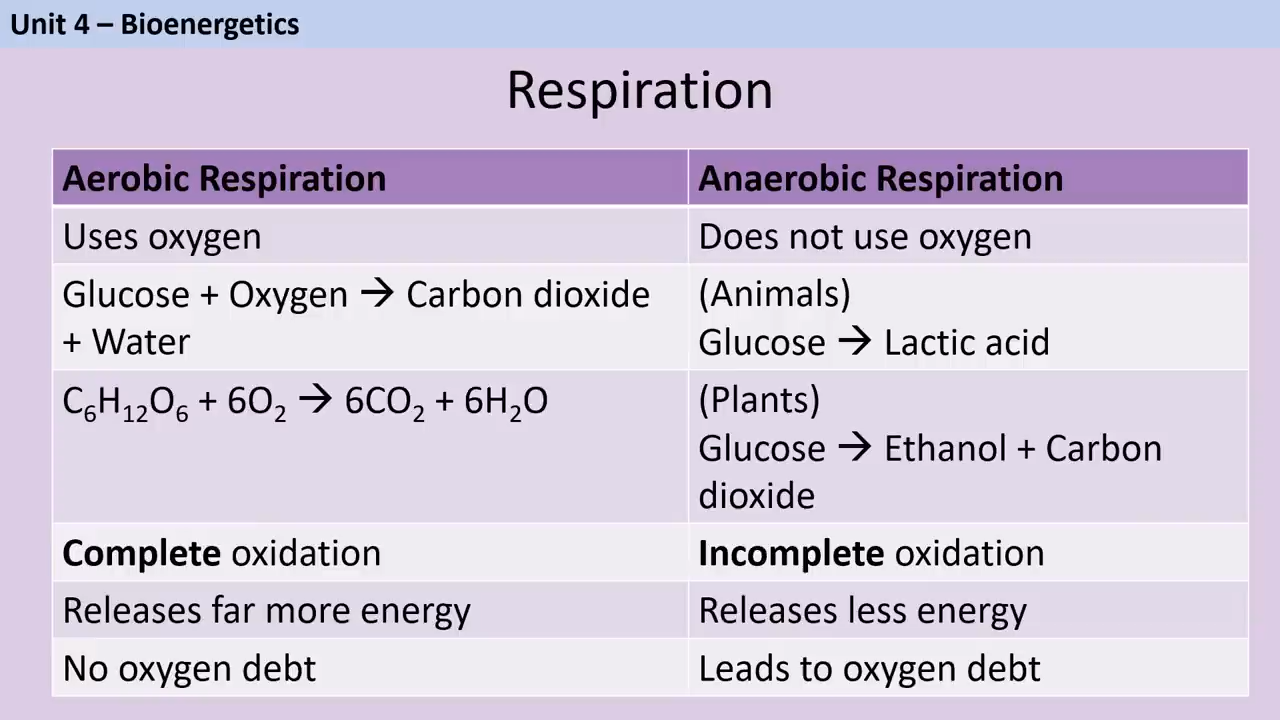 Unit 4 – Bioenergetics
Respiration
Aerobic Respiration
Anaerobic Respiration
Uses oxygen
Does not use oxygen
Glucose + Oxygen → Carbon dioxide
+ Water
(Animals)
Glucose → Lactic acid
C₆H₁₂O₆ + 6O₂ → 6CO₂ + 6H₂O
(Plants)
Glucose → Ethanol + Carbon
dioxide
Complete oxidation
Incomplete oxidation
Releases far more energy
Releases less energy
No oxygen debt
Leads to oxygen debt